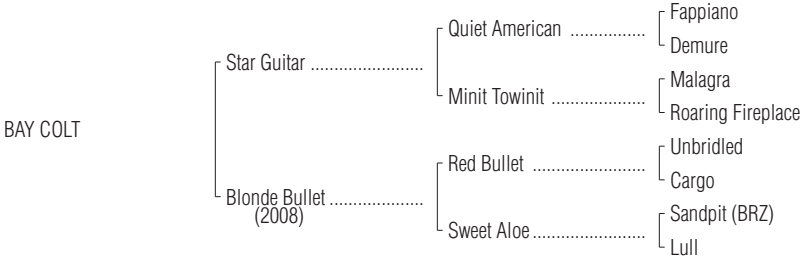 Fappiano
Quiet American ................
Demure
Star Guitar ........................
Malagra
Minit Towinit ....................
Roaring Fireplace
BAY COLT
Unbridled
Red Bullet ........................
Cargo
Blonde Bullet ....................
(2008)
Sandpit (BRZ)
Sweet Aloe ........................
Lull